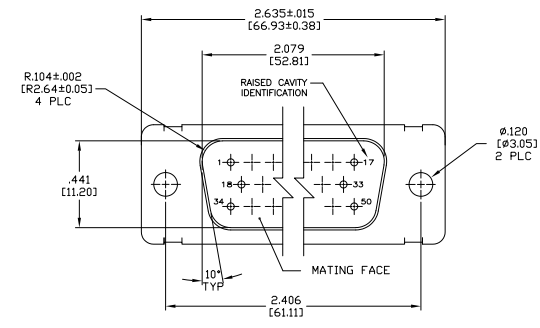 2.635±.015
[66.93±0.38]
2.079
[52.81]
R.104±.002
[R2.64±0.05]
4 PLC
RAISED CAVITY
IDENTIFICATION
Ø.120
[Ø3.05]
2 PLC
1
17
.441
[11.20]
18
33
34
50
10°
TYP
MATING FACE
2.406
[61.11]